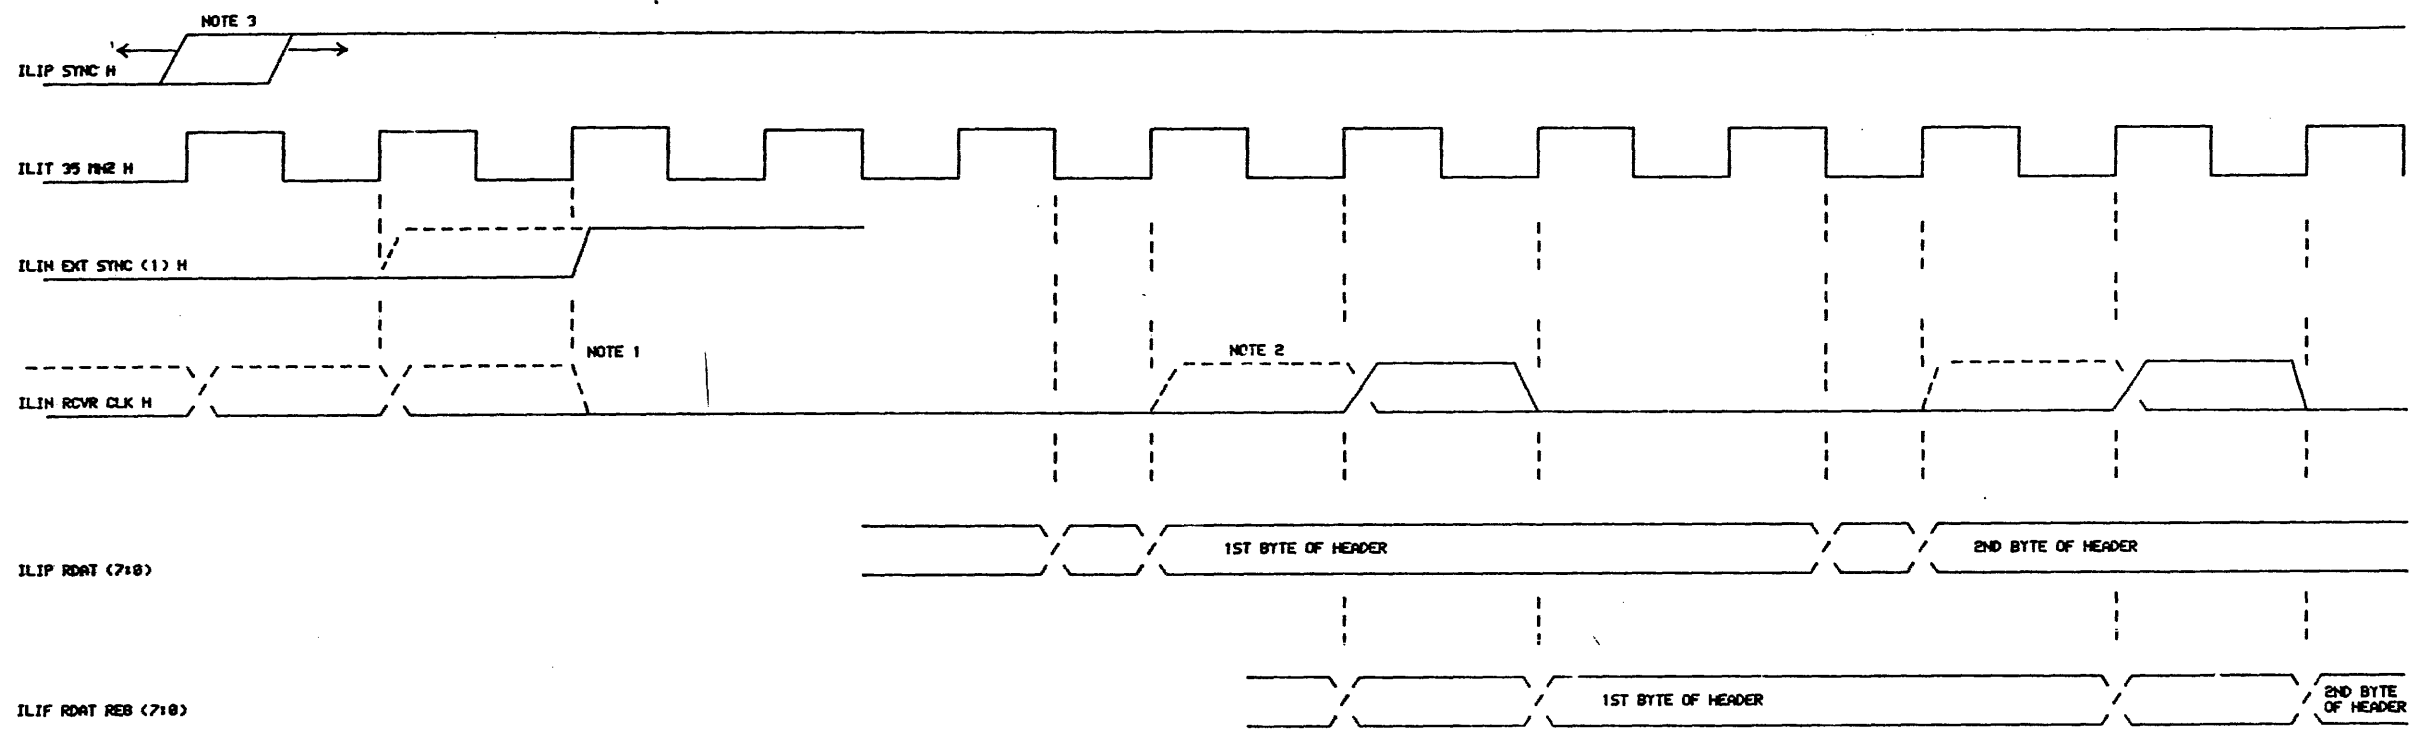 NOTE 3
ILIP SYNC H
ILIT 35 MHZ H
ILIN EXT SYNC (1) H
NOTE 1
NOTE 2
ILIN RCVR CLK H
1ST BYTE OF HEADER
2ND BYTE OF HEADER
ILIP RDAT (7:0)
1ST BYTE OF HEADER
2ND BYTE
OF HEADER
ILIF RDAT REB (7:0)